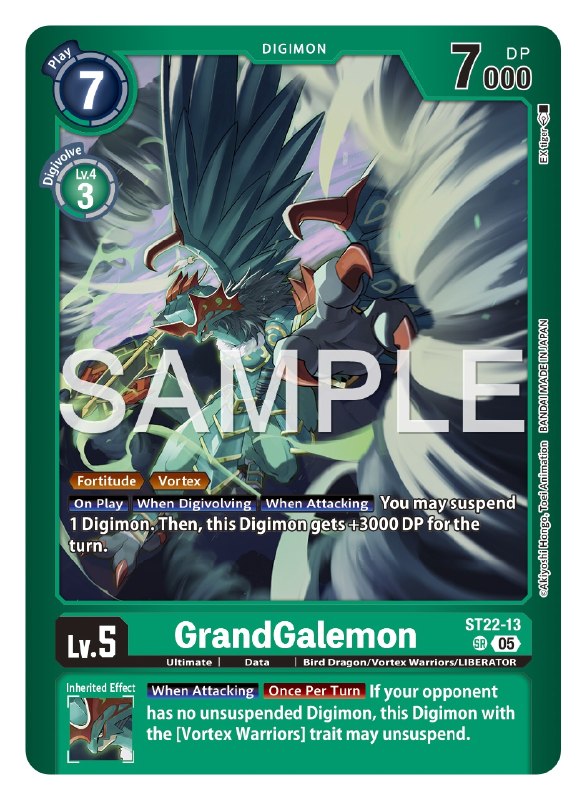 DIGIMON
Play
7
7000
DP
Digivolve
Lv.4
3
EX tiger
SAMPLE
Fortitude Vortex
On Play When Digivolving When Attacking You may suspend
1 Digimon. Then, this Digimon gets +3000 DP for the
turn.
©Akiyoshi Hongo, Toei Animation BANDAI MADE IN JAPAN
Lv.5
GrandGalemon
ST22-13
SR 05
Ultimate | Data | Bird Dragon/Vortex Warriors/LIBERATOR
Inherited Effect
When Attacking Once Per Turn If your opponent
has no unsuspended Digimon, this Digimon with
the [Vortex Warriors] trait may unsuspend.